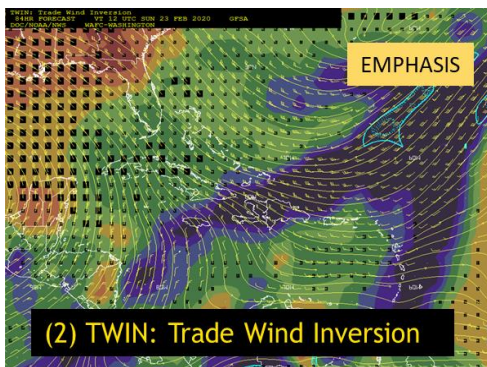 TWIN: Trade Wind Inversion
84HR FORECAST VT 12 UTC SUN 23 FEB 2020 GFSA
DOC/NOAA/NWS WAFC-WASHINGTON
EMPHASIS
(2) TWIN: Trade Wind Inversion